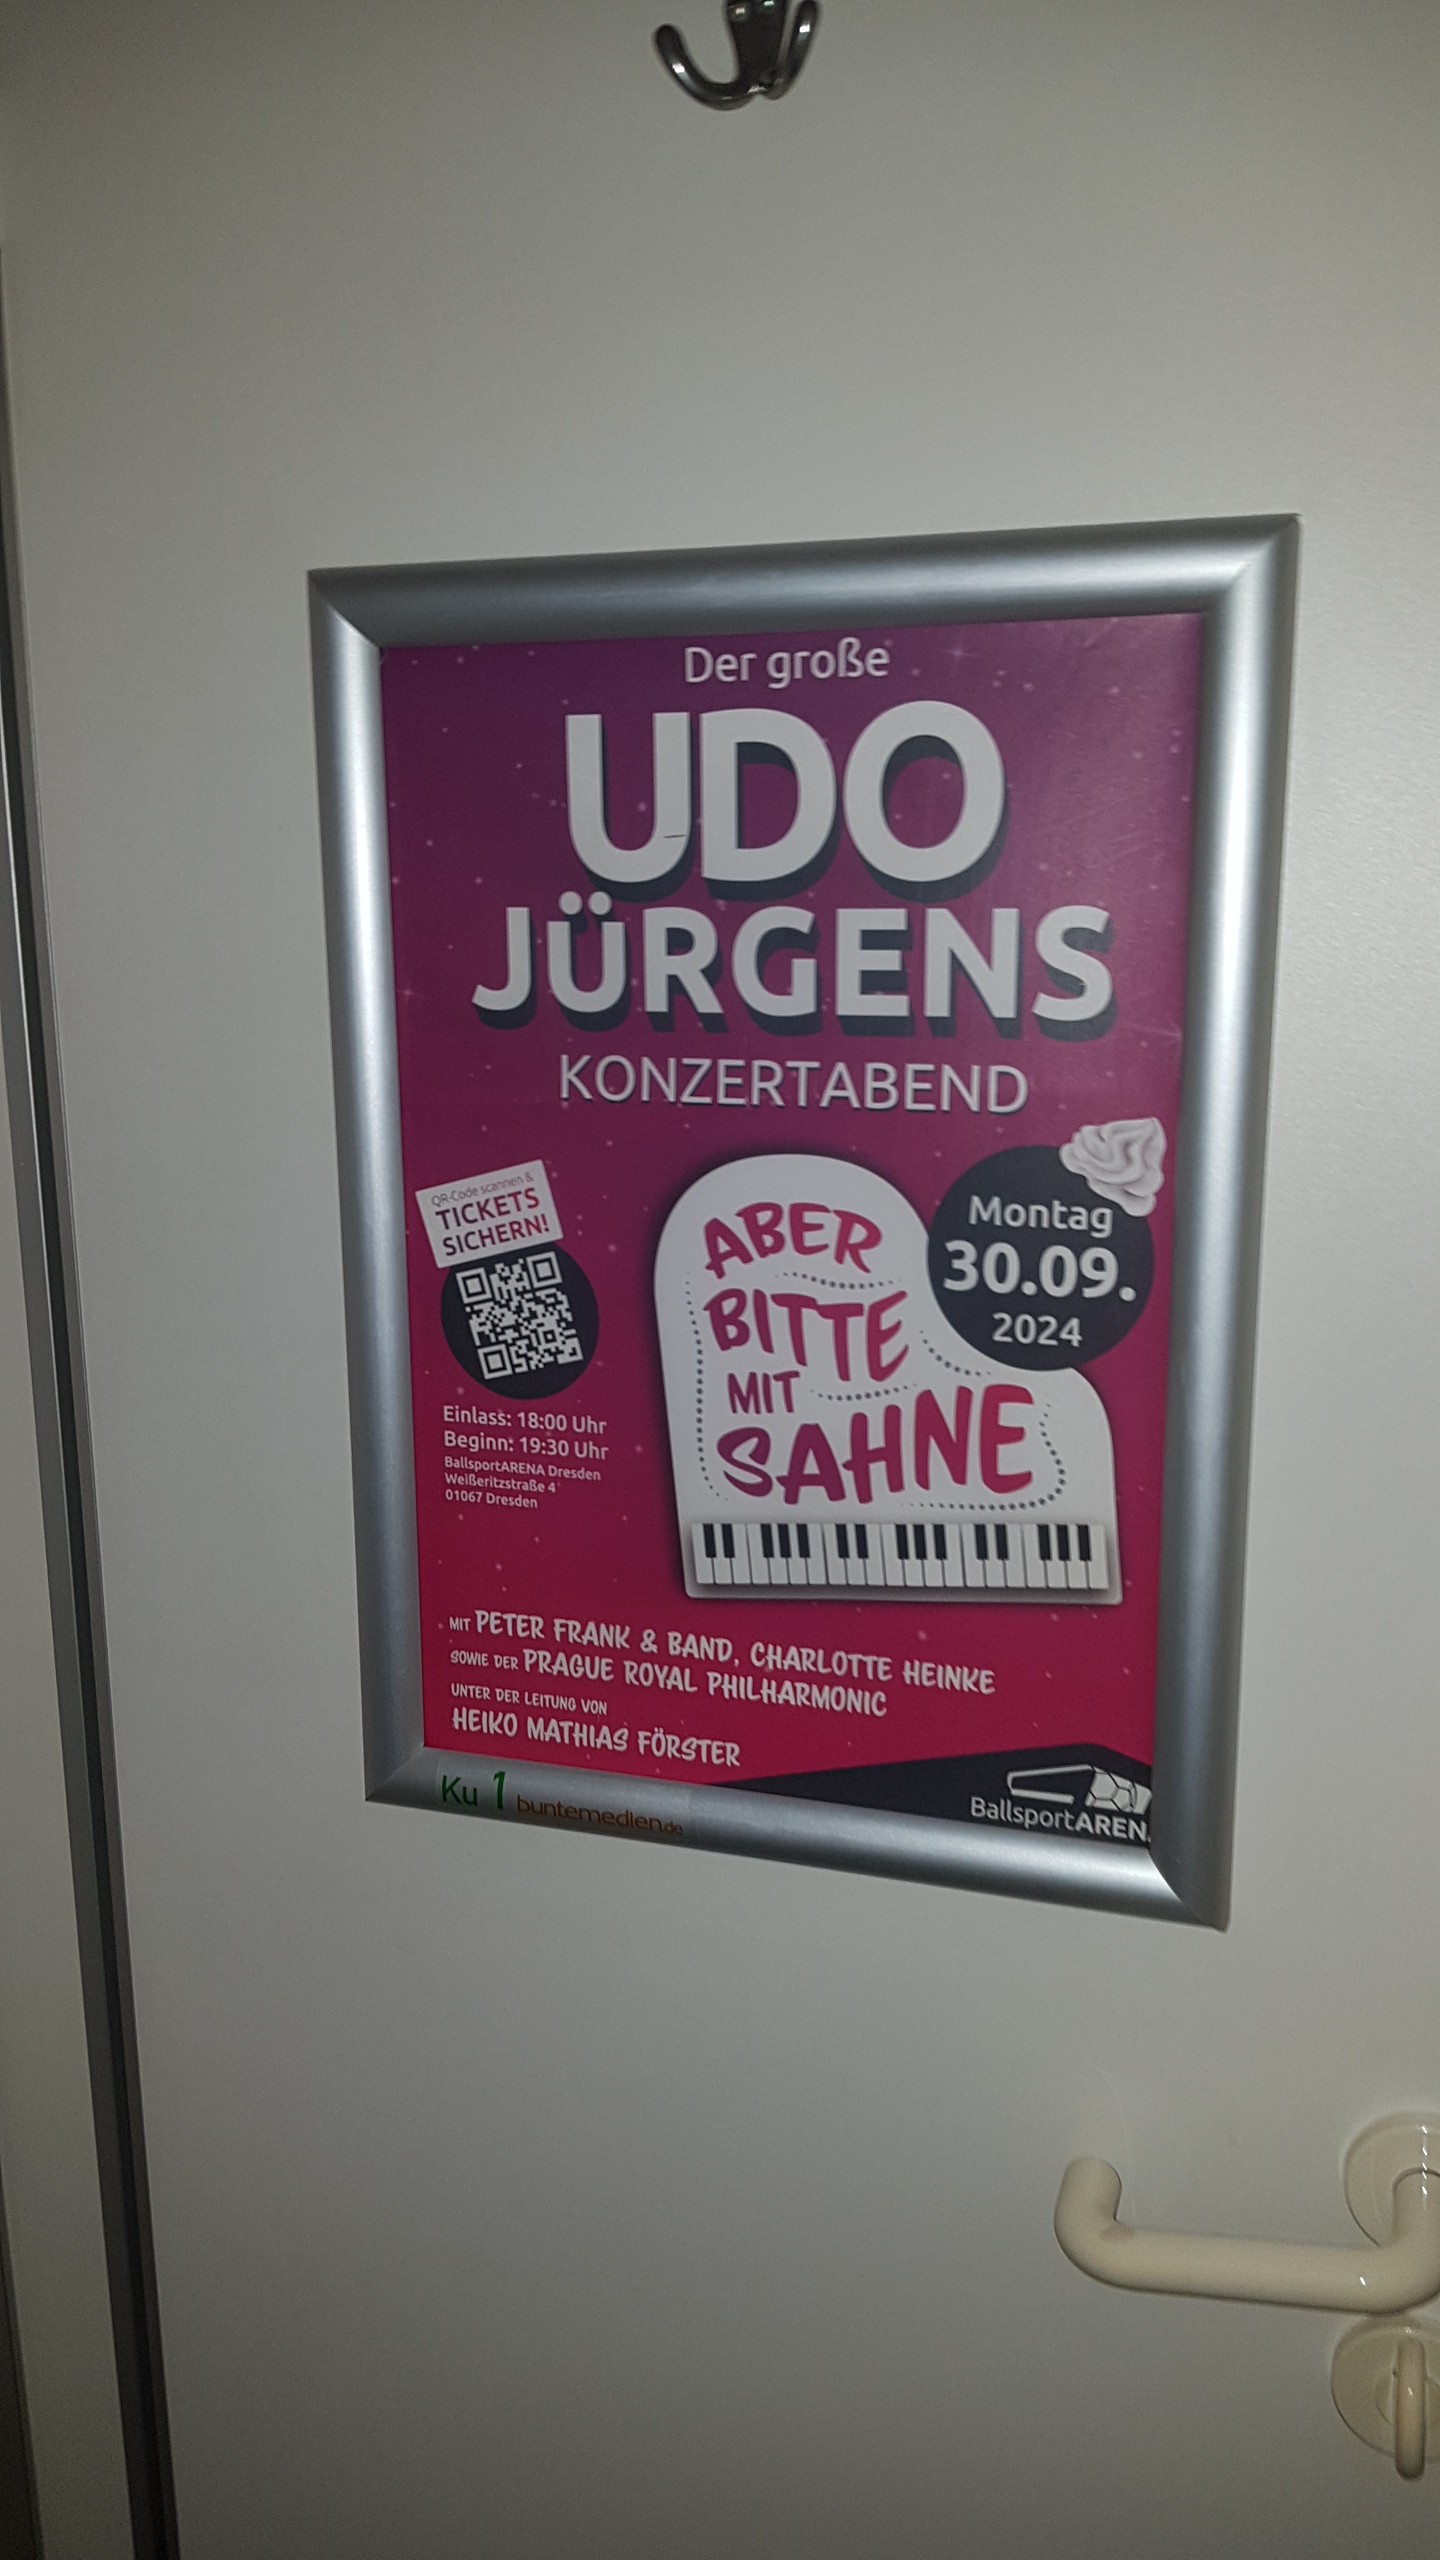 Der große
UDO
JÜRGENS
KONZERTABEND
QR-Code scannen &
TICKETS
SICHERN!
ABER
BITTE
MIT
SAHNE
Montag
30.09.
2024
Einlass: 18:00 Uhr
Beginn: 19:30 Uhr
BallsportARENA Dresden
Weißeritzstraße 4
01067 Dresden
MIT PETER FRANK & BAND, CHARLOTTE HEINKE
SOWIE DER PRAGUE ROYAL PHILHARMONIC
UNTER DER LEITUNG VON
HEIKO MATHIAS FÖRSTER
BallsportAREN
Ku 1 buntemedien.de